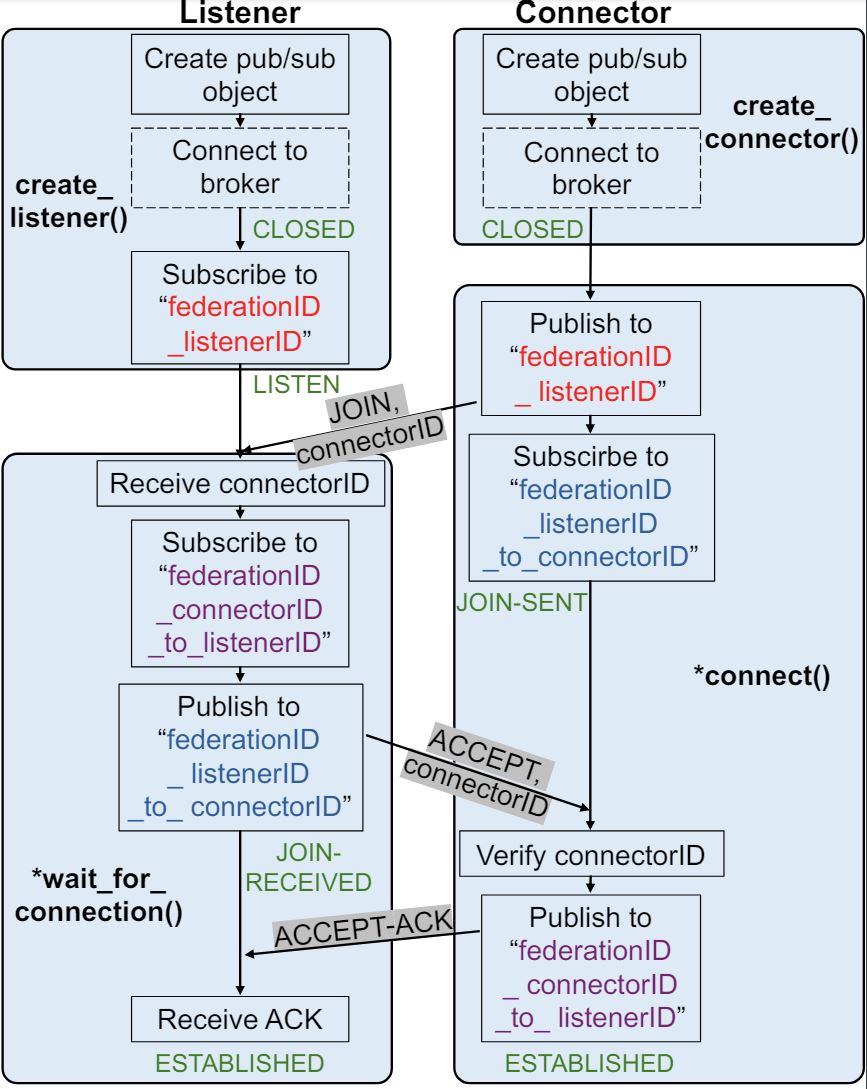 Listener
Create pub/sub
object
Connect to
broker
create_
listener()
CLOSED
Subscribe to
“federationID
_listenerID”
LISTEN
Connector
Create pub/sub
object
create_
connector()
Connect to
broker
CLOSED
Publish to
“federationID
_ listenerID”
JOIN,
connectorID
Subscirbe to
“federationID
_listenerID
_to_connectorID”
JOIN-SENT
*connect()
Receive connectorID
Subscribe to
“federationID
_connectorID
_to_listenerID”
Publish to
“federationID
_ listenerID
_to_ connectorID”
ACCEPT,
connectorID
JOIN-
RECEIVED
*wait_for_
connection()
Verify connectorID
Publish to
“federationID
_ connectorID
_to_ listenerID”
ACCEPT-ACK
Receive ACK
ESTABLISHED
ESTABLISHED